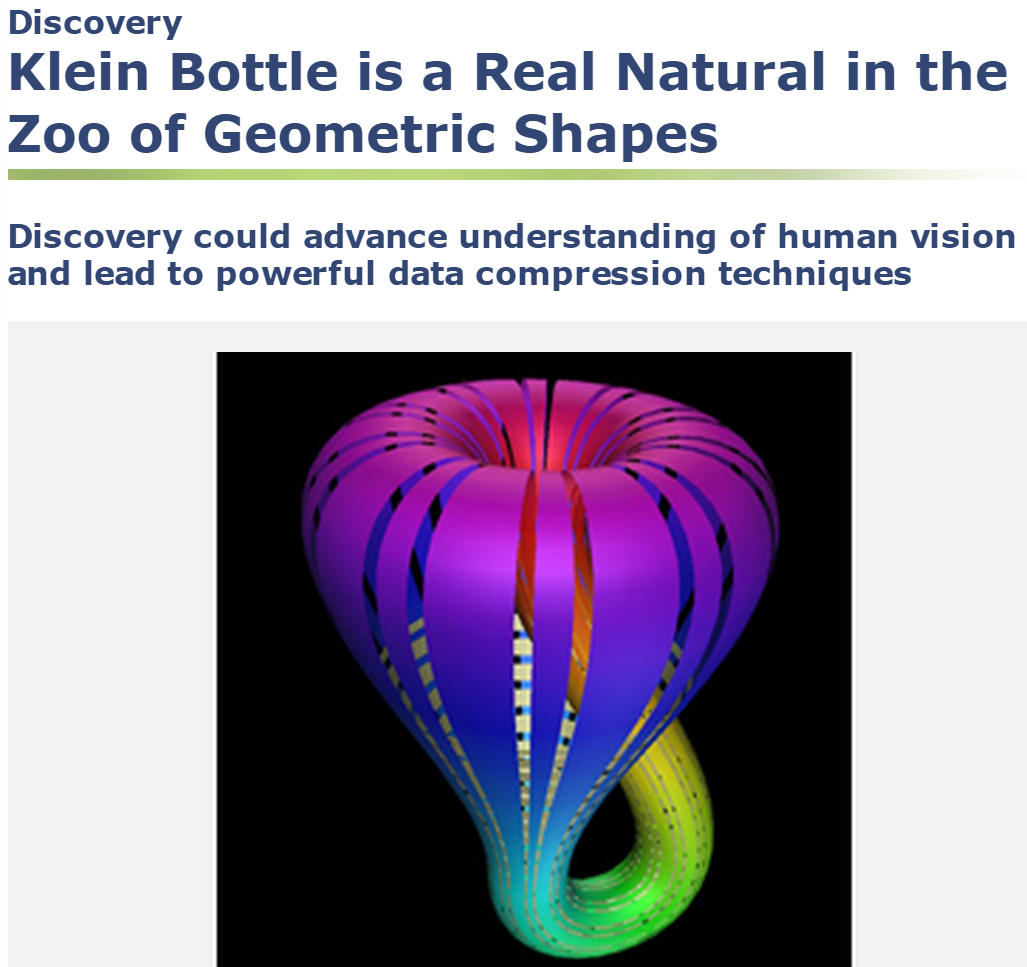 Discovery
Klein Bottle is a Real Natural in the
Zoo of Geometric Shapes
Discovery could advance understanding of human vision
and lead to powerful data compression techniques